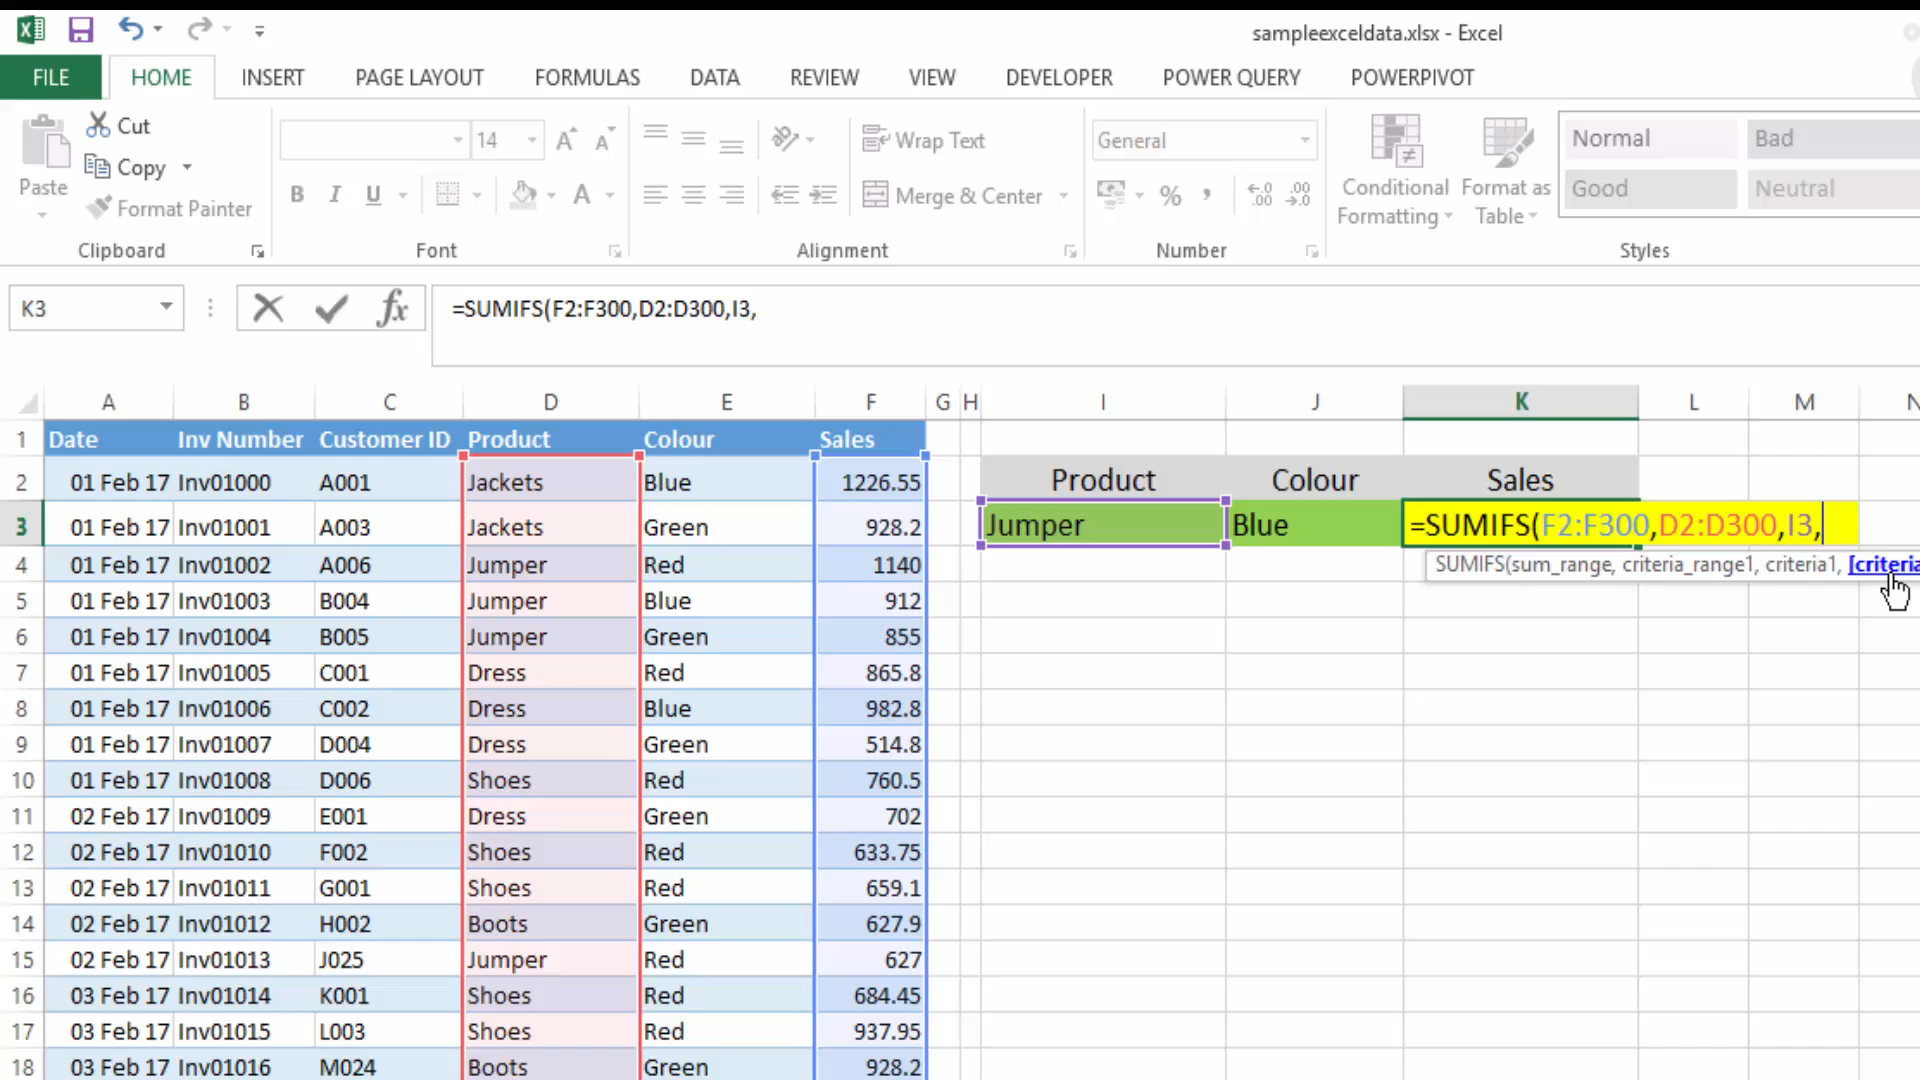 sampleexceldata.xlsx - Excel
FILE HOME INSERT PAGE LAYOUT FORMULAS DATA REVIEW VIEW DEVELOPER POWER QUERY POWERPIVOT
Cut
Copy
Format Painter
Paste
Clipboard
14
B I U
Font
Wrap Text
Merge & Center
Alignment
General
Number
Conditional Formatting
Format as Table
Normal Bad
Good Neutral
Styles
K3 fx =SUMIFS(F2:F300,D2:D300,I3,
A B C D E F G H I J K L M N
1 Date Inv Number Customer ID Product Colour Sales
2 01 Feb 17 Inv01000 A001 Jackets Blue 1226.55 Product Colour Sales
3 01 Feb 17 Inv01001 A003 Jackets Green 928.2 Jumper Blue =SUMIFS(F2:F300,D2:D300,I3,
SUMIFS(sum_range, criteria_range1, criteria1, [criteria
4 01 Feb 17 Inv01002 A006 Jumper Red 1140
5 01 Feb 17 Inv01003 B004 Jumper Blue 912
6 01 Feb 17 Inv01004 B005 Jumper Green 855
7 01 Feb 17 Inv01005 C001 Dress Red 865.8
8 01 Feb 17 Inv01006 C002 Dress Blue 982.8
9 01 Feb 17 Inv01007 D004 Dress Green 514.8
10 01 Feb 17 Inv01008 D006 Shoes Red 760.5
11 02 Feb 17 Inv01009 E001 Dress Green 702
12 02 Feb 17 Inv01010 F002 Shoes Red 633.75
13 02 Feb 17 Inv01011 G001 Shoes Red 659.1
14 02 Feb 17 Inv01012 H002 Boots Green 627.9
15 02 Feb 17 Inv01013 J025 Jumper Red 627
16 03 Feb 17 Inv01014 K001 Shoes Red 684.45
17 03 Feb 17 Inv01015 L003 Shoes Red 937.95
18 03 Feb 17 Inv01016 M024 Boots Green 928.2